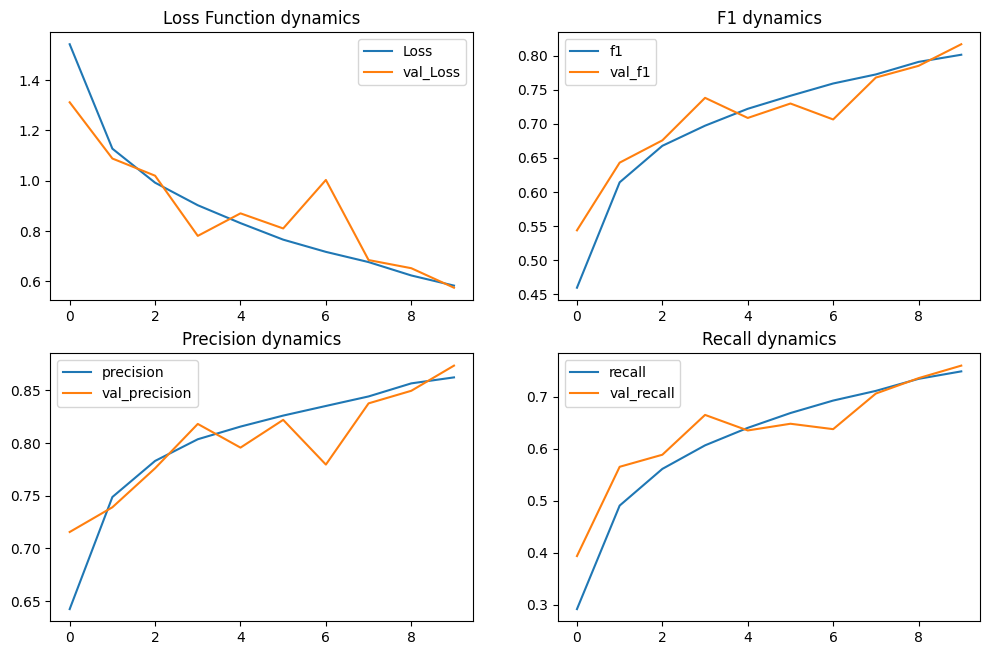 Loss Function dynamics
Loss
val_Loss
1.4
1.2
1.0
0.8
0.6
0 2 4 6 8
F1 dynamics
f1
val_f1
0.80
0.75
0.70
0.65
0.60
0.55
0.50
0.45
0 2 4 6 8
Precision dynamics
precision
val_precision
0.85
0.80
0.75
0.70
0.65
0 2 4 6 8
Recall dynamics
recall
val_recall
0.7
0.6
0.5
0.4
0.3
0 2 4 6 8